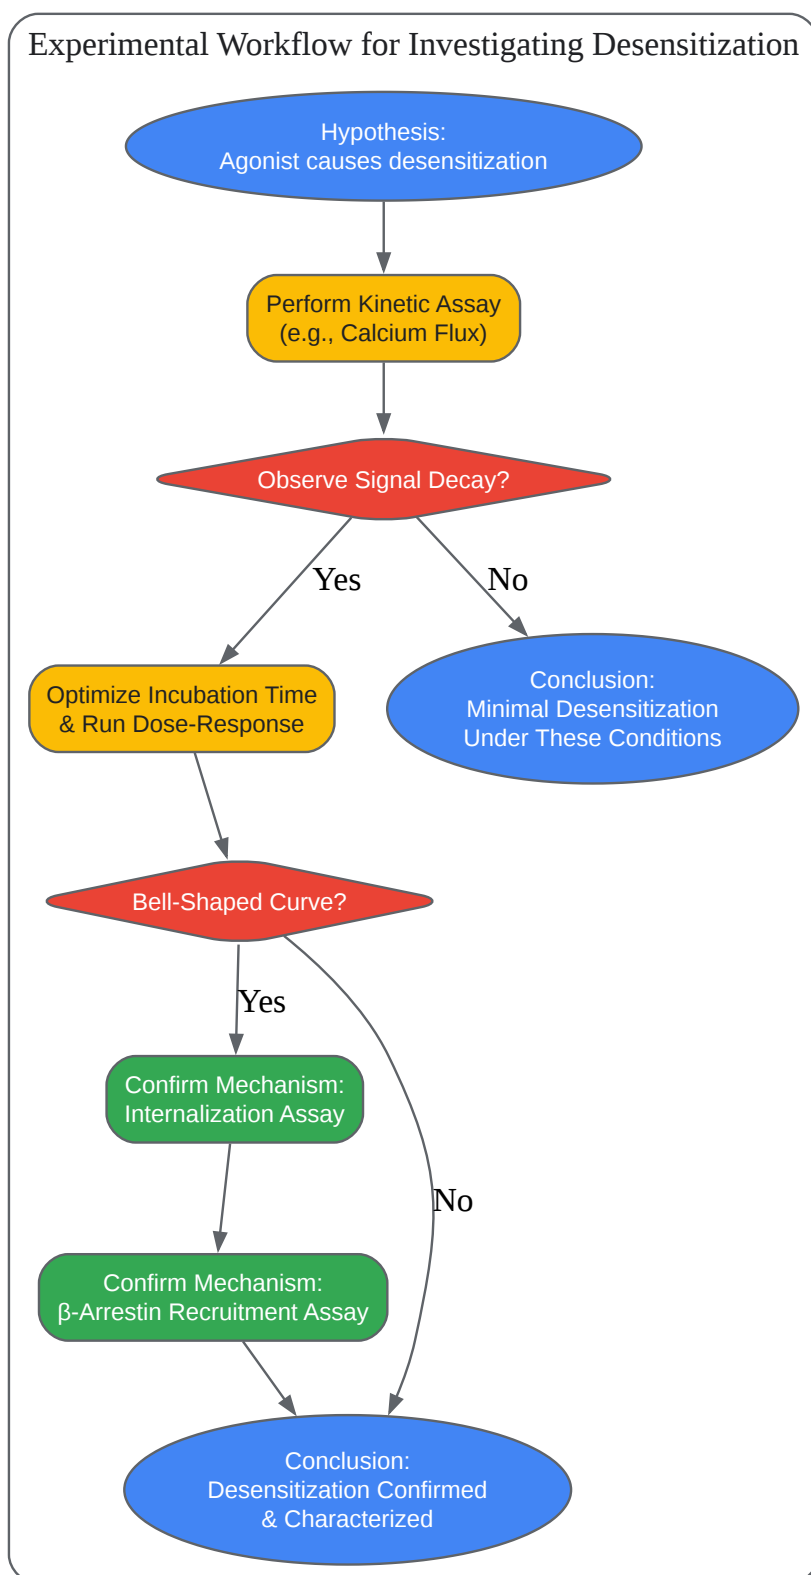 Experimental Workflow for Investigating Desensitization
Hypothesis:
Agonist causes desensitization
Perform Kinetic Assay
(e.g., Calcium Flux)
Observe Signal Decay?
Yes
No
Optimize Incubation Time
& Run Dose-Response
Conclusion:
Minimal Desensitization
Under These Conditions
Bell-Shaped Curve?
Yes
Confirm Mechanism:
Internalization Assay
No
Confirm Mechanism:
β-Arrestin Recruitment Assay
Conclusion:
Desensitization Confirmed
& Characterized